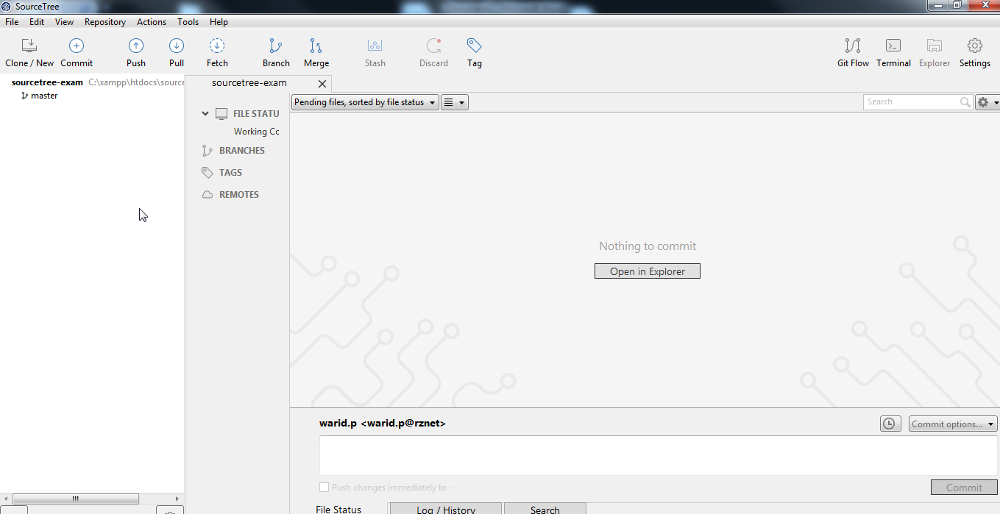 SourceTree
File Edit View Repository Actions Tools Help
Clone / New Commit Push Pull Fetch Branch Merge Stash Discard Tag Git Flow Terminal Explorer Settings
sourcetree-exam C:\xampp\htdocs\source
master
sourcetree-exam
Pending files, sorted by file status
Search
FILE STATU
Working Cc
BRANCHES
TAGS
REMOTES
Nothing to commit
Open in Explorer
warid.p <warid.p@rznet>
Commit options...
Push changes immediately to -
Commit
File Status Log / History Search